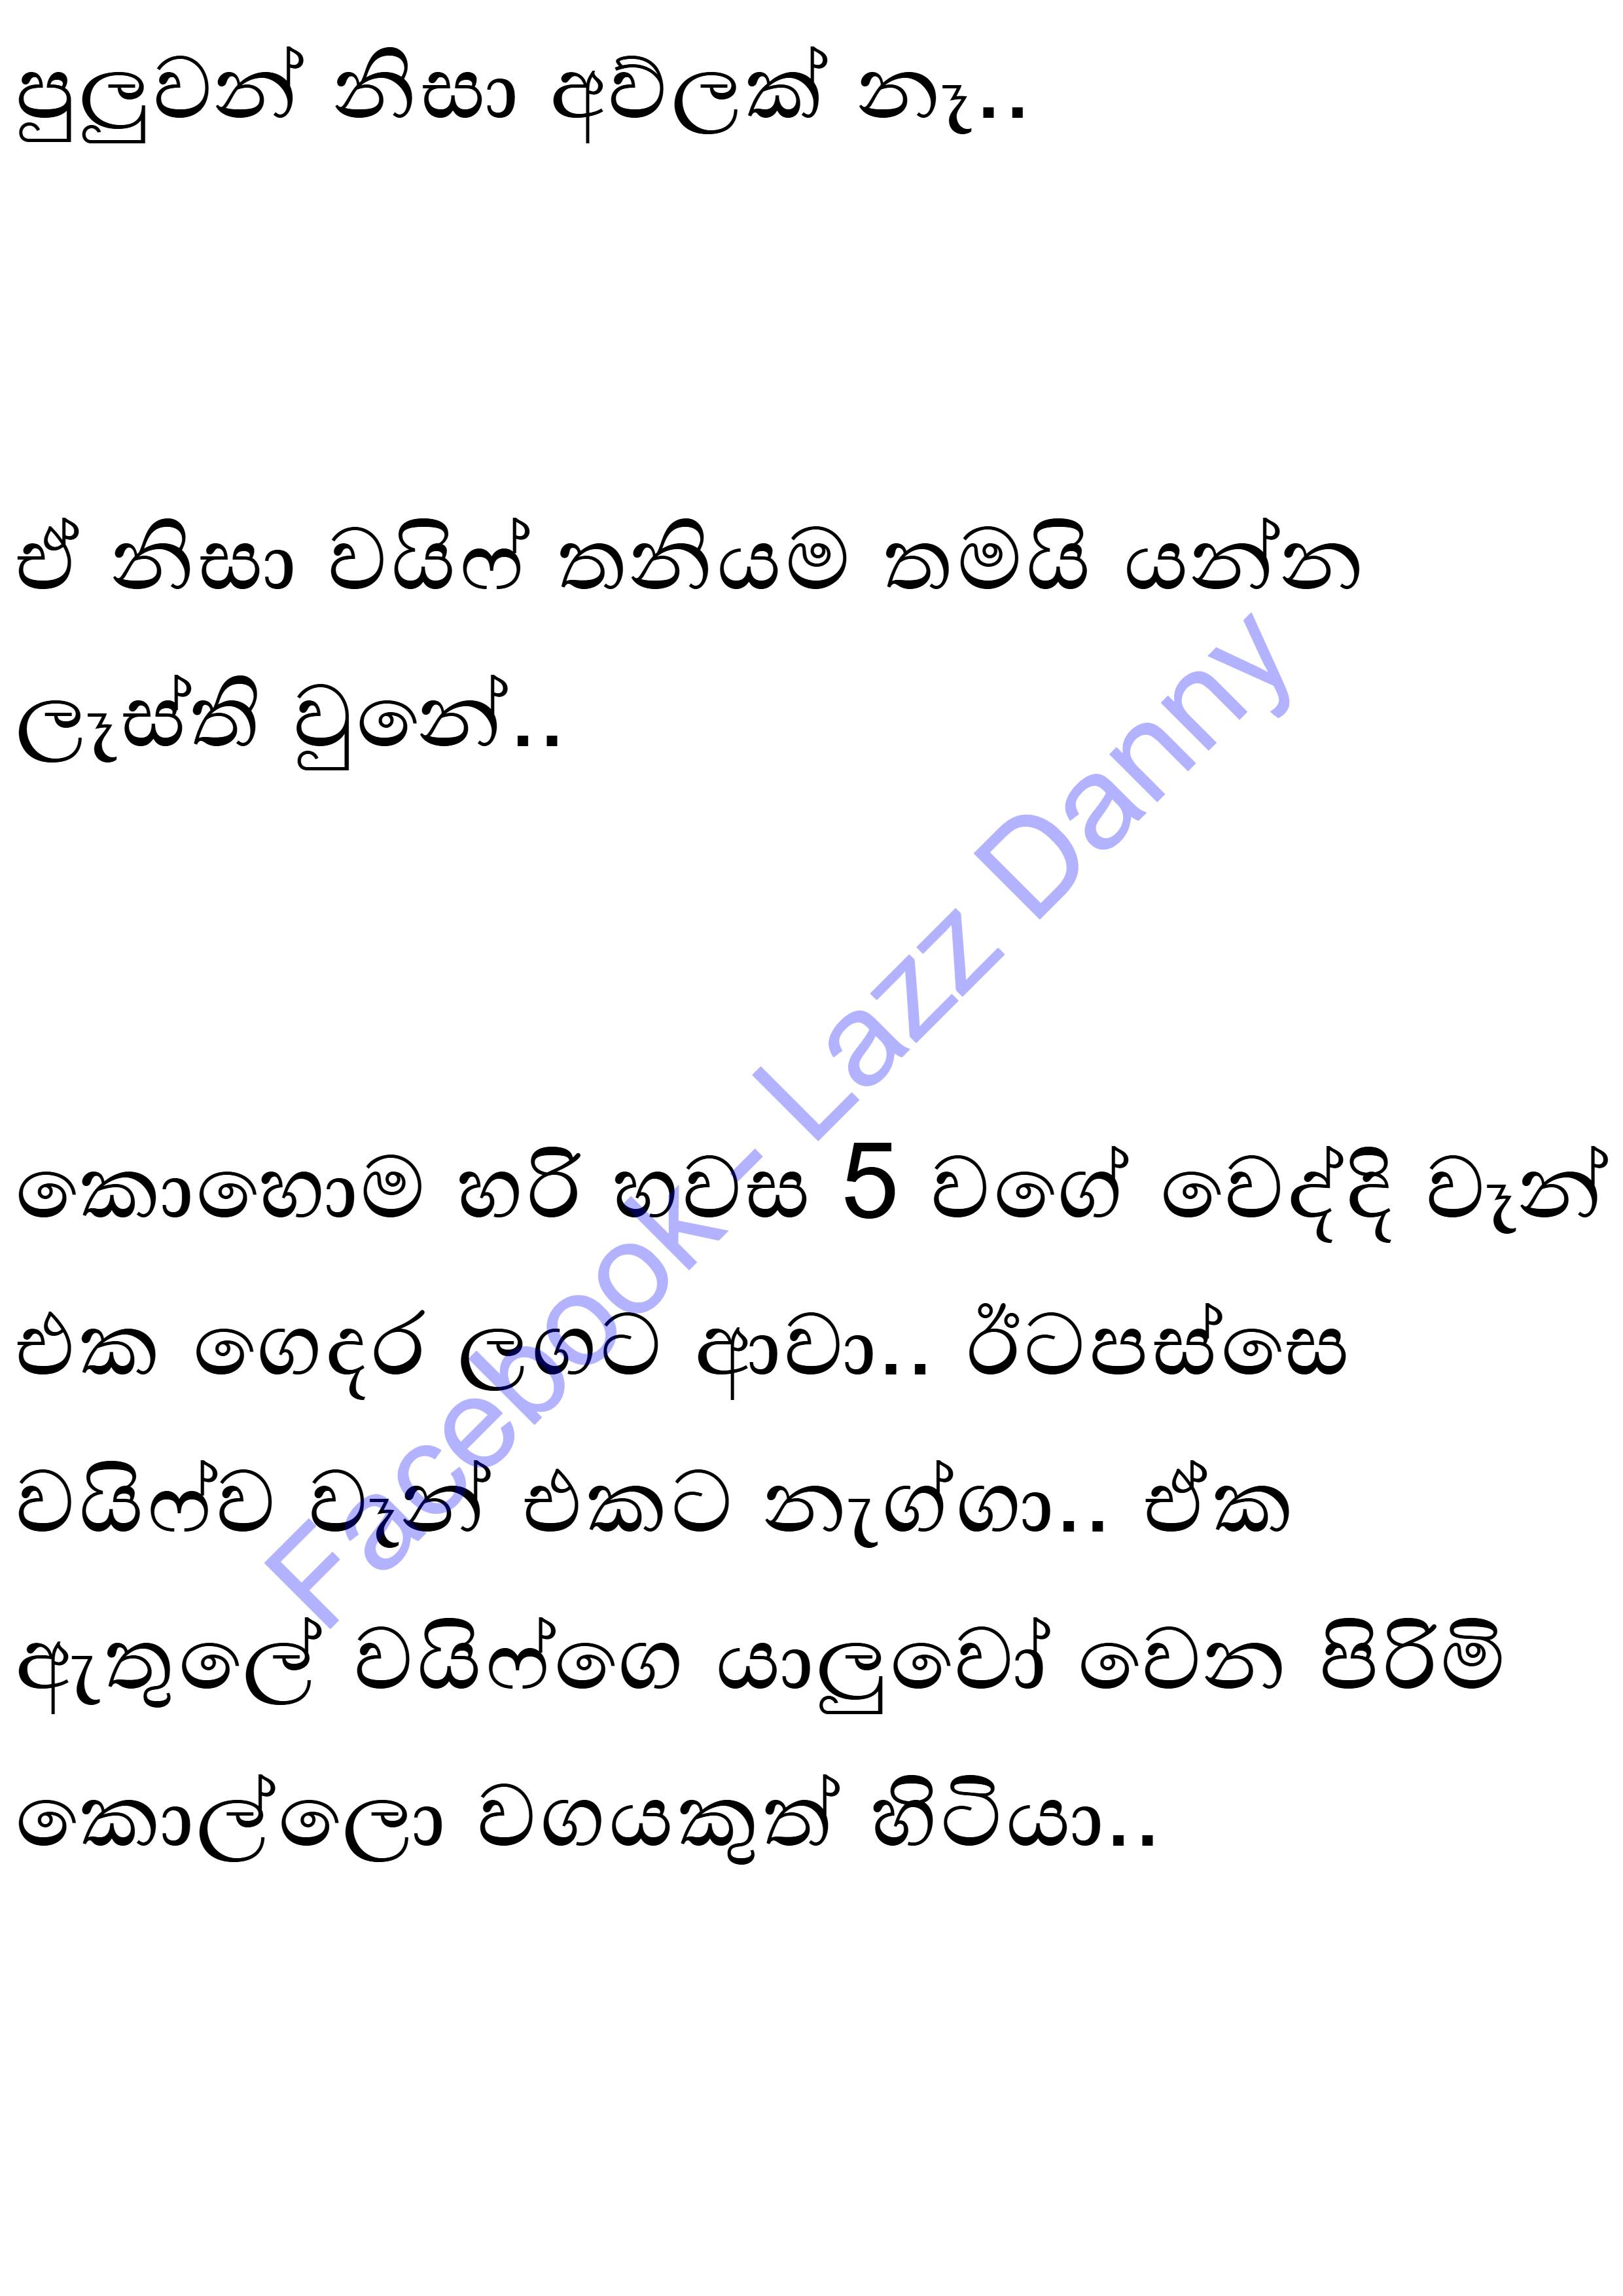 පුලුවන් නිසා අව්ලක් නෑ..
ඒ නිසා වයිෆ් තනියම තමයි යන්න
ලෑස්ති වුනේ..
කොහොම හරි හවස 5 වගේ වෙද්දි වෑන්
එක ගෙදර ලගට ආවා.. ඊටපස්සෙ
වයිෆ්ව වෑන් එකට නැග්ගා.. ඒක
ඇතුලේ වයිෆ්ගෙ යාලුවෝ වෙන පිරිමි
කොල්ලො වගයකුත් හිටියා..
Facebook- Lazz Danny